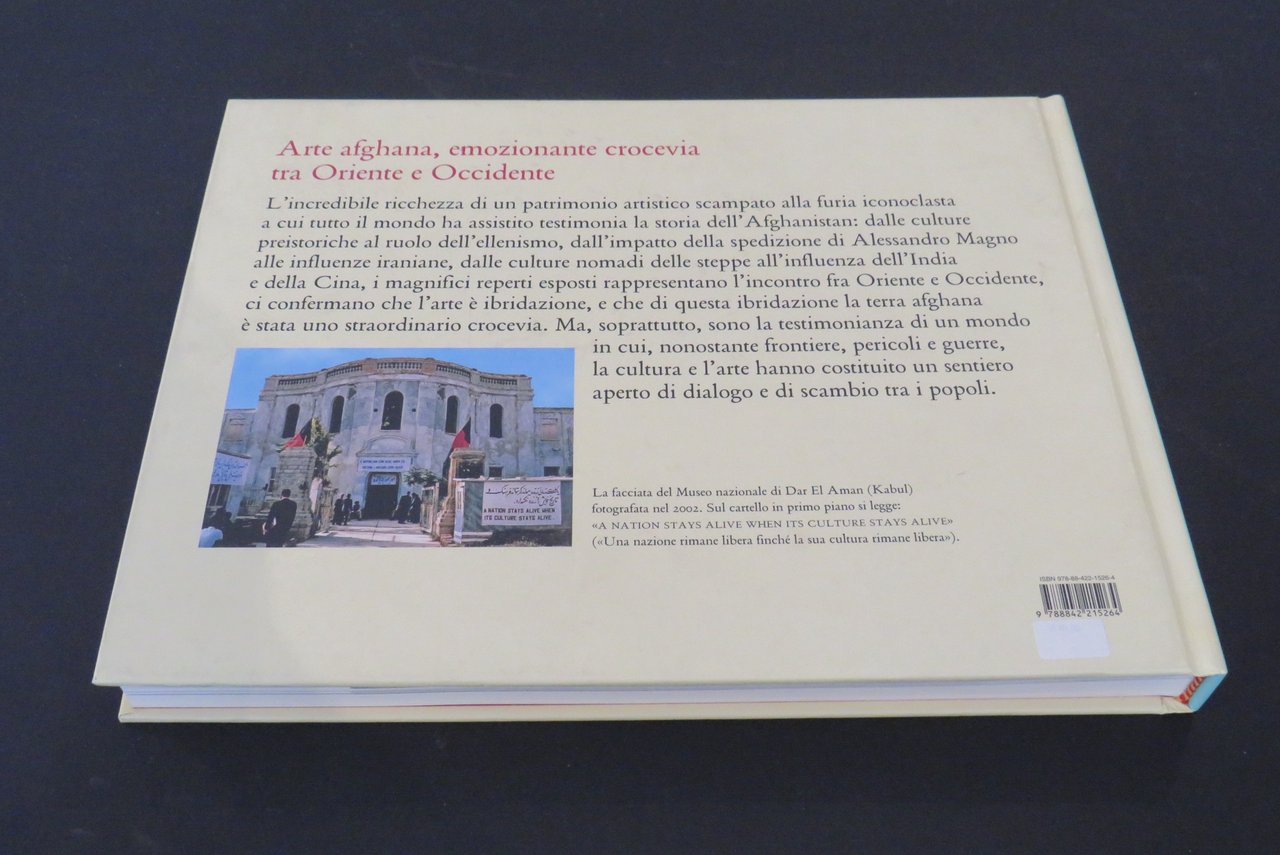 Arte afghana, emozionante crocevia
tra Oriente e Occidente
L'incredibile ricchezza di un patrimonio artistico scampato alla furia iconoclasta
a cui tutto il mondo ha assistito testimonia la storia dell'Afghanistan: dalle culture
preistoriche al ruolo dell'ellenismo, dall'impatto della spedizione di Alessandro Magno
alle influenze iraniane, dalle culture nomadi delle steppe all'influenza dell'India
e della Cina, i magnifici reperti esposti rappresentano l'incontro fra Oriente e Occidente,
ci confermano che l'arte è ibridazione, e che di questa ibridazione la terra afghana
è stata uno straordinario crocevia. Ma, soprattutto, sono la testimonianza di un mondo
in cui, nonostante frontiere, pericoli e guerre,
la cultura e l'arte hanno costituito un sentiero
aperto di dialogo e di scambio tra i popoli.
A NATION STAYS ALIVE WHEN
ITS CULTURE STAYS ALIVE
La facciata del Museo nazionale di Dar El Aman (Kabul)
fotografata nel 2002. Sul cartello in primo piano si legge:
«A NATION STAYS ALIVE WHEN ITS CULTURE STAYS ALIVE»
(«Una nazione rimane libera finché la sua cultura rimane libera»).
ISBN 978-88-422-1526-4
9 788842 215264